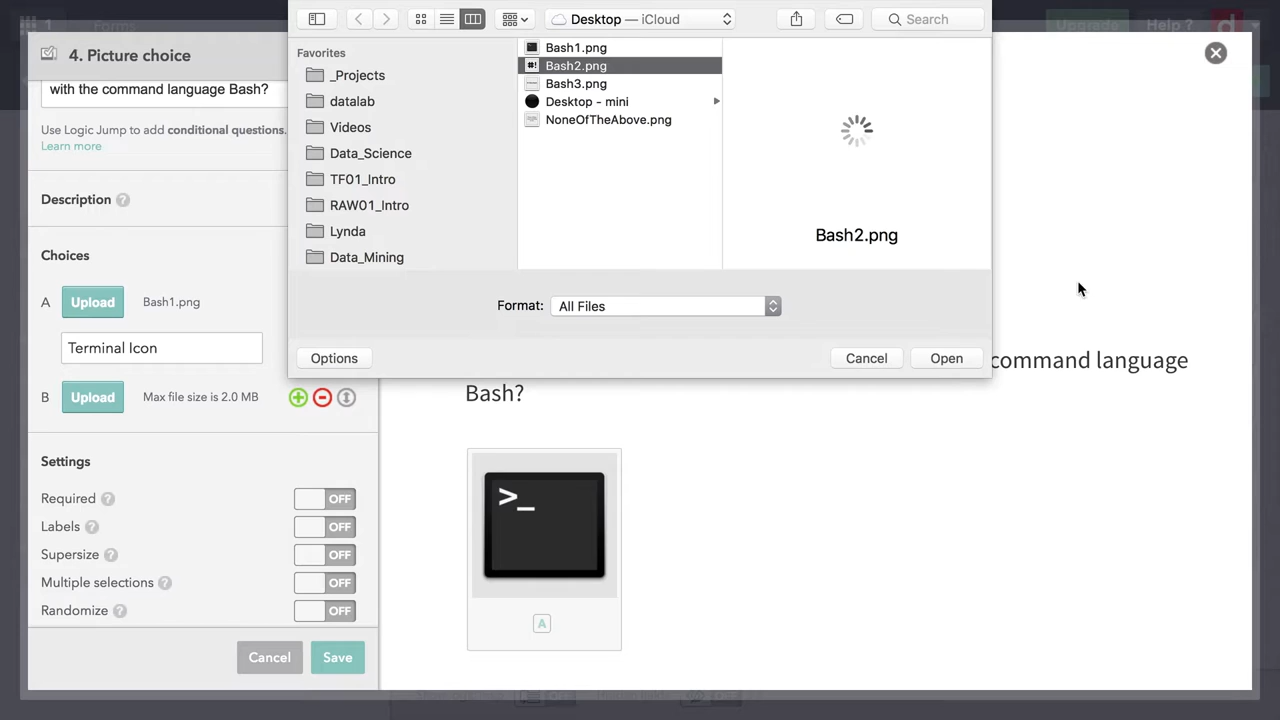 1
Forms
Upgrade
Help ?
d
4. Picture choice
with the command language Bash?
Use Logic Jump to add conditional questions.
Learn more
Description ?
Choices
A Upload Bash1.png
Terminal Icon
B Upload Max file size is 2.0 MB
Settings
Required ? OFF
Labels ? OFF
Supersize ? OFF
Multiple selections ? OFF
Randomize ? OFF
Cancel Save
Desktop — iCloud
Search
Favorites
_Projects
datalab
Videos
Data_Science
TF01_Intro
RAW01_Intro
Lynda
Data_Mining
Bash1.png
#! Bash2.png
Bash3.png
Desktop - mini
NoneOfTheAbove.png
Bash2.png
Format: All Files
Options Cancel Open
command language
Bash?
>_
A